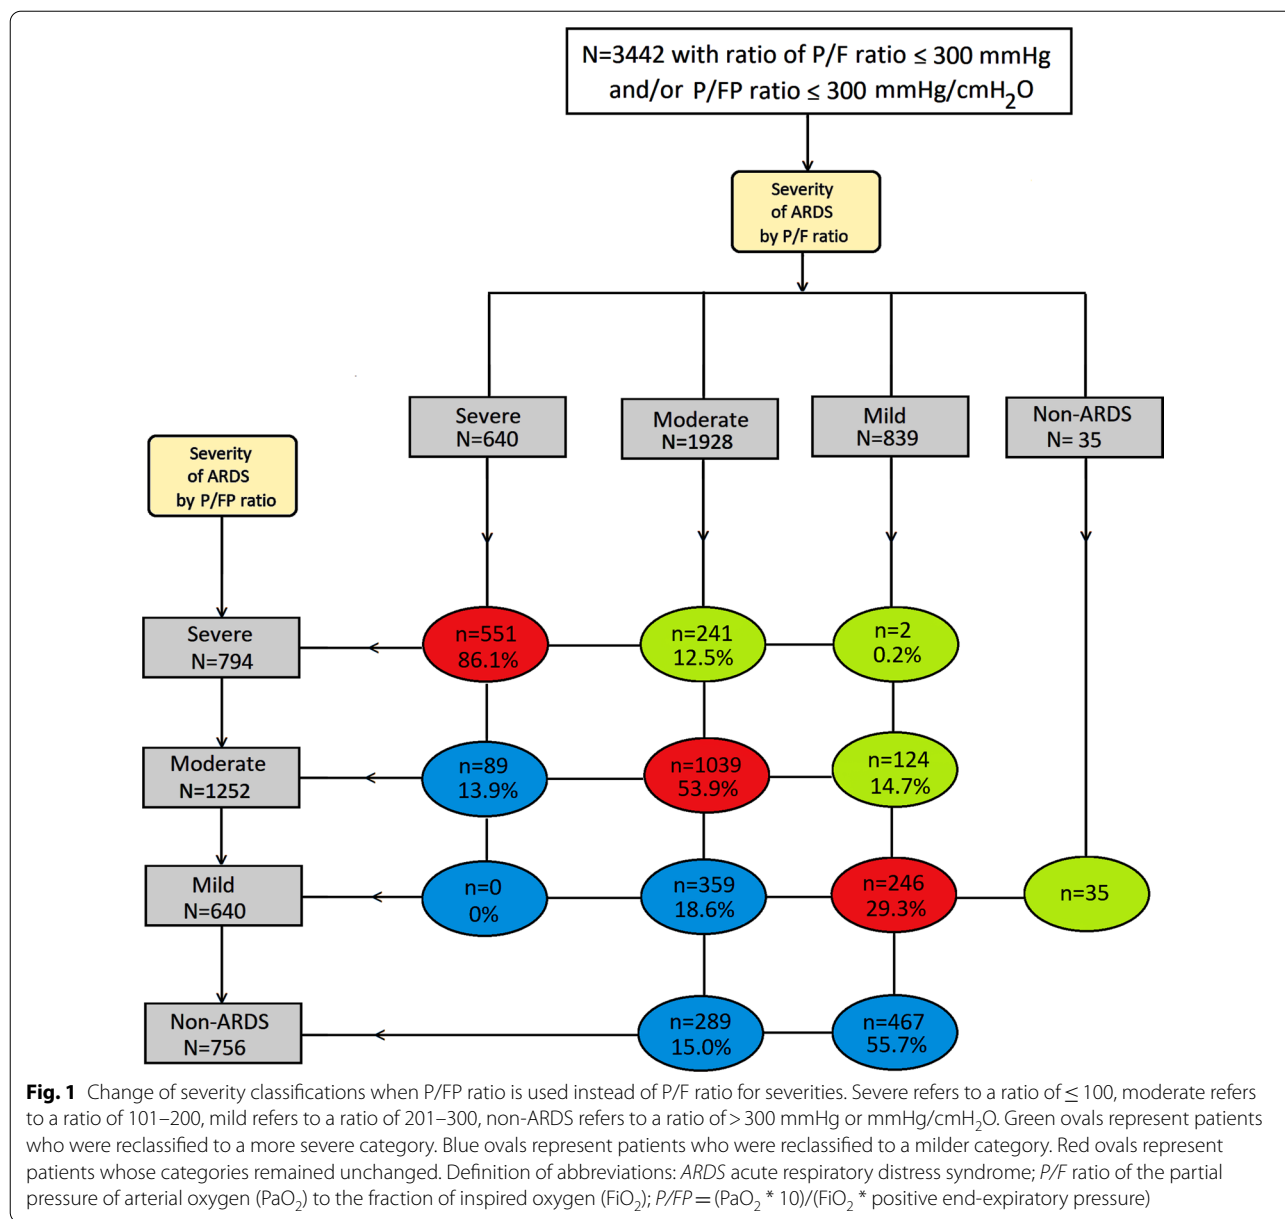 N=3442 with ratio of P/F ratio ≤ 300 mmHg
and/or P/FP ratio ≤ 300 mmHg/cmH₂O
Severity
of ARDS
by P/F ratio
Severe
N=640
Moderate
N=1928
Mild
N=839
Non-ARDS
N= 35
Severity
of ARDS
by P/FP ratio
Severe
N=794
n=551
86.1%
n=241
12.5%
n=2
0.2%
Moderate
N=1252
n=89
13.9%
n=1039
53.9%
n=124
14.7%
Mild
N=640
n=0
0%
n=359
18.6%
n=246
29.3%
n=35
Non-ARDS
N=756
n=289
15.0%
n=467
55.7%
Fig. 1 Change of severity classifications when P/FP ratio is used instead of P/F ratio for severities. Severe refers to a ratio of ≤ 100, moderate refers
to a ratio of 101–200, mild refers to a ratio of 201–300, non-ARDS refers to a ratio of > 300 mmHg or mmHg/cmH₂O. Green ovals represent patients
who were reclassified to a more severe category. Blue ovals represent patients who were reclassified to a milder category. Red ovals represent
patients whose categories remained unchanged. Definition of abbreviations: ARDS acute respiratory distress syndrome; P/F ratio of the partial
pressure of arterial oxygen (PaO₂) to the fraction of inspired oxygen (FiO₂); P/FP = (PaO₂ * 10)/(FiO₂ * positive end-expiratory pressure)